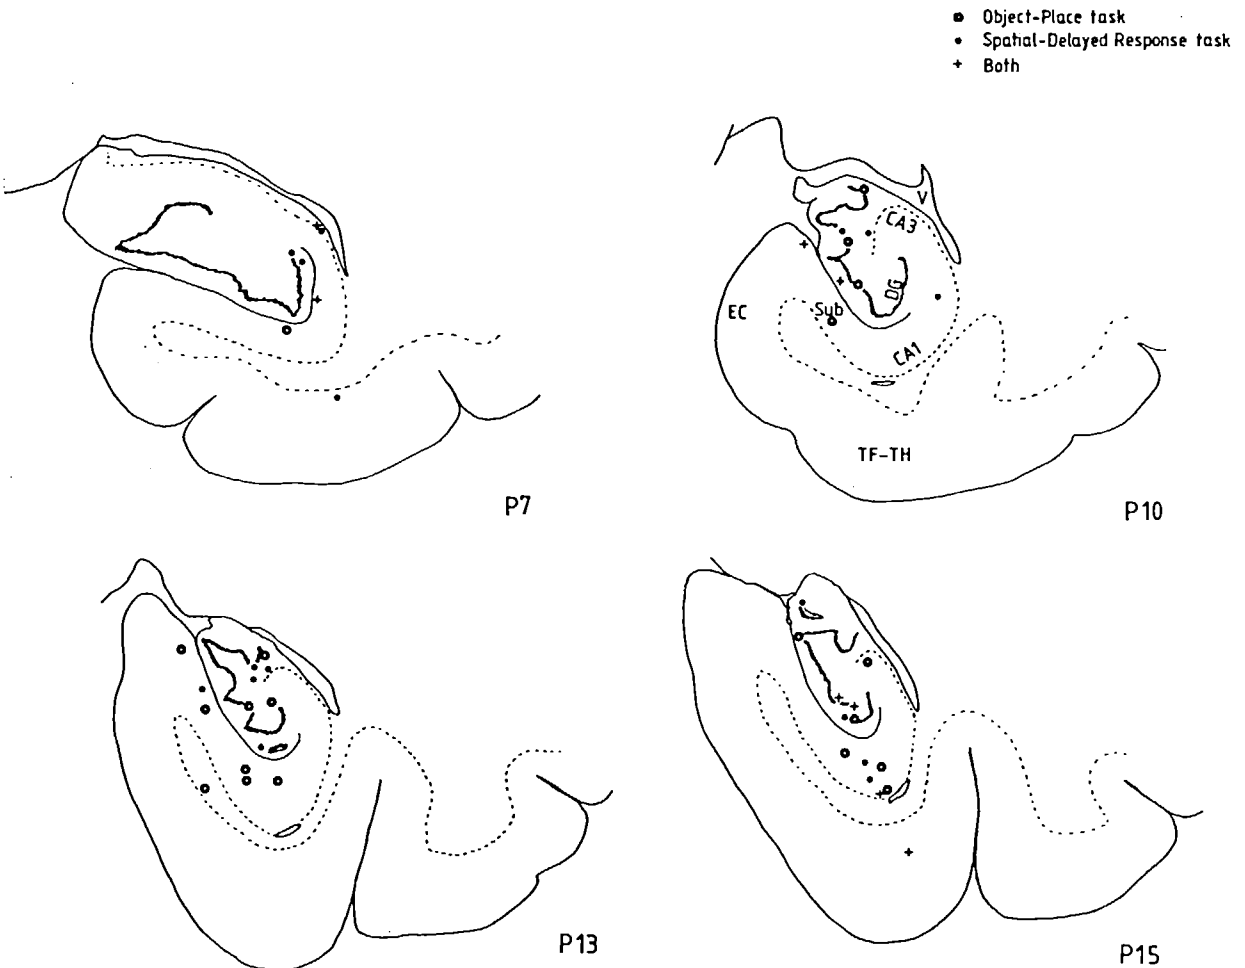 Object-Place task
Spatial-Delayed Response task
Both
V
CA3
DG
EC
Sub
CA1
TF-TH
P7
P10
P13
P15